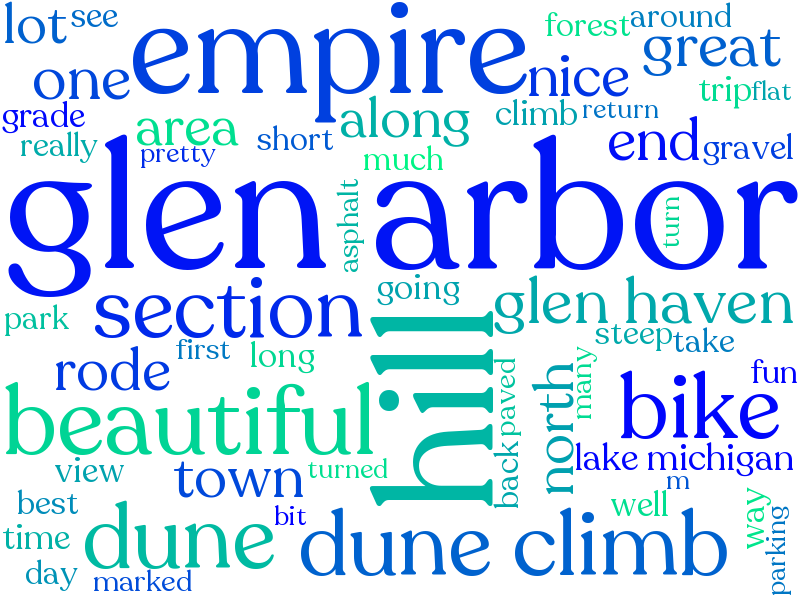 lot see empire forest around
one nice great
grade area along climb return trip flat
really pretty short much end gravel
glen arbor
asphalt
turn
section going glen haven
park hill steep take
rode first long north many fun
beautiful back paved bike
view town turned lake michigan
best dune bit dune climb m
time well way
day marked parking